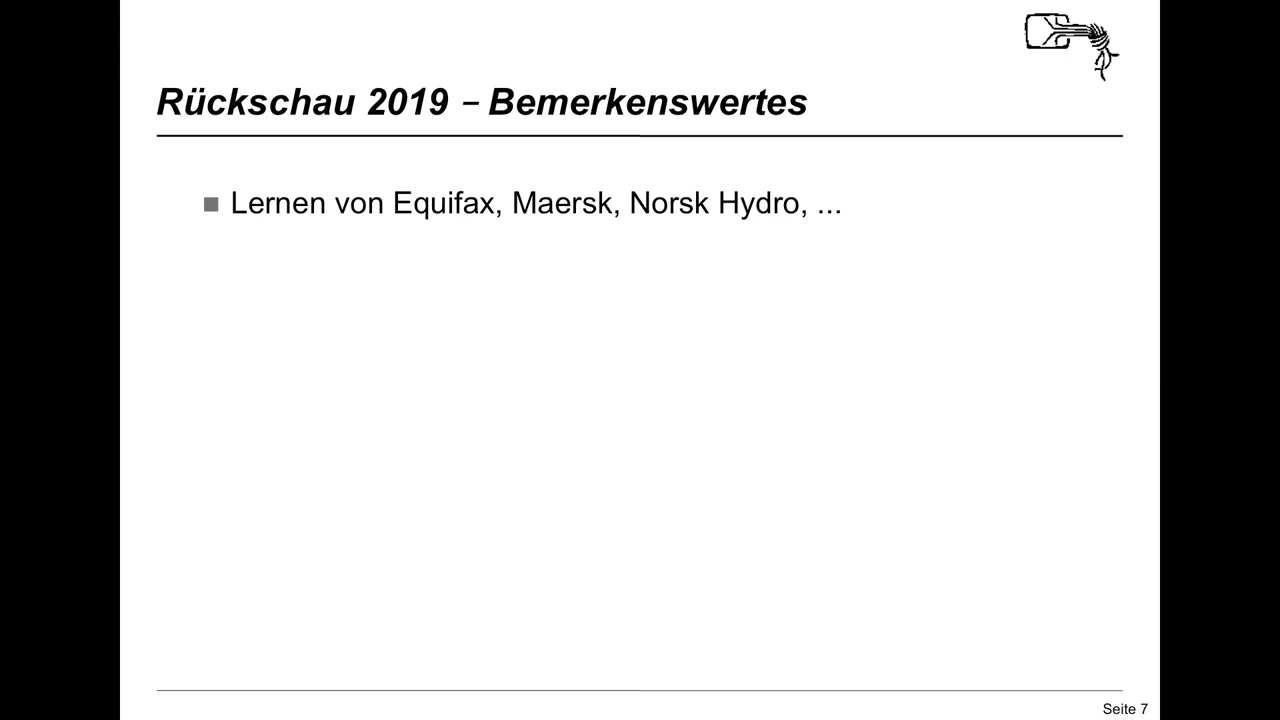 Rückschau 2019 – Bemerkenswertes
Lernen von Equifax, Maersk, Norsk Hydro, ...
Seite 7